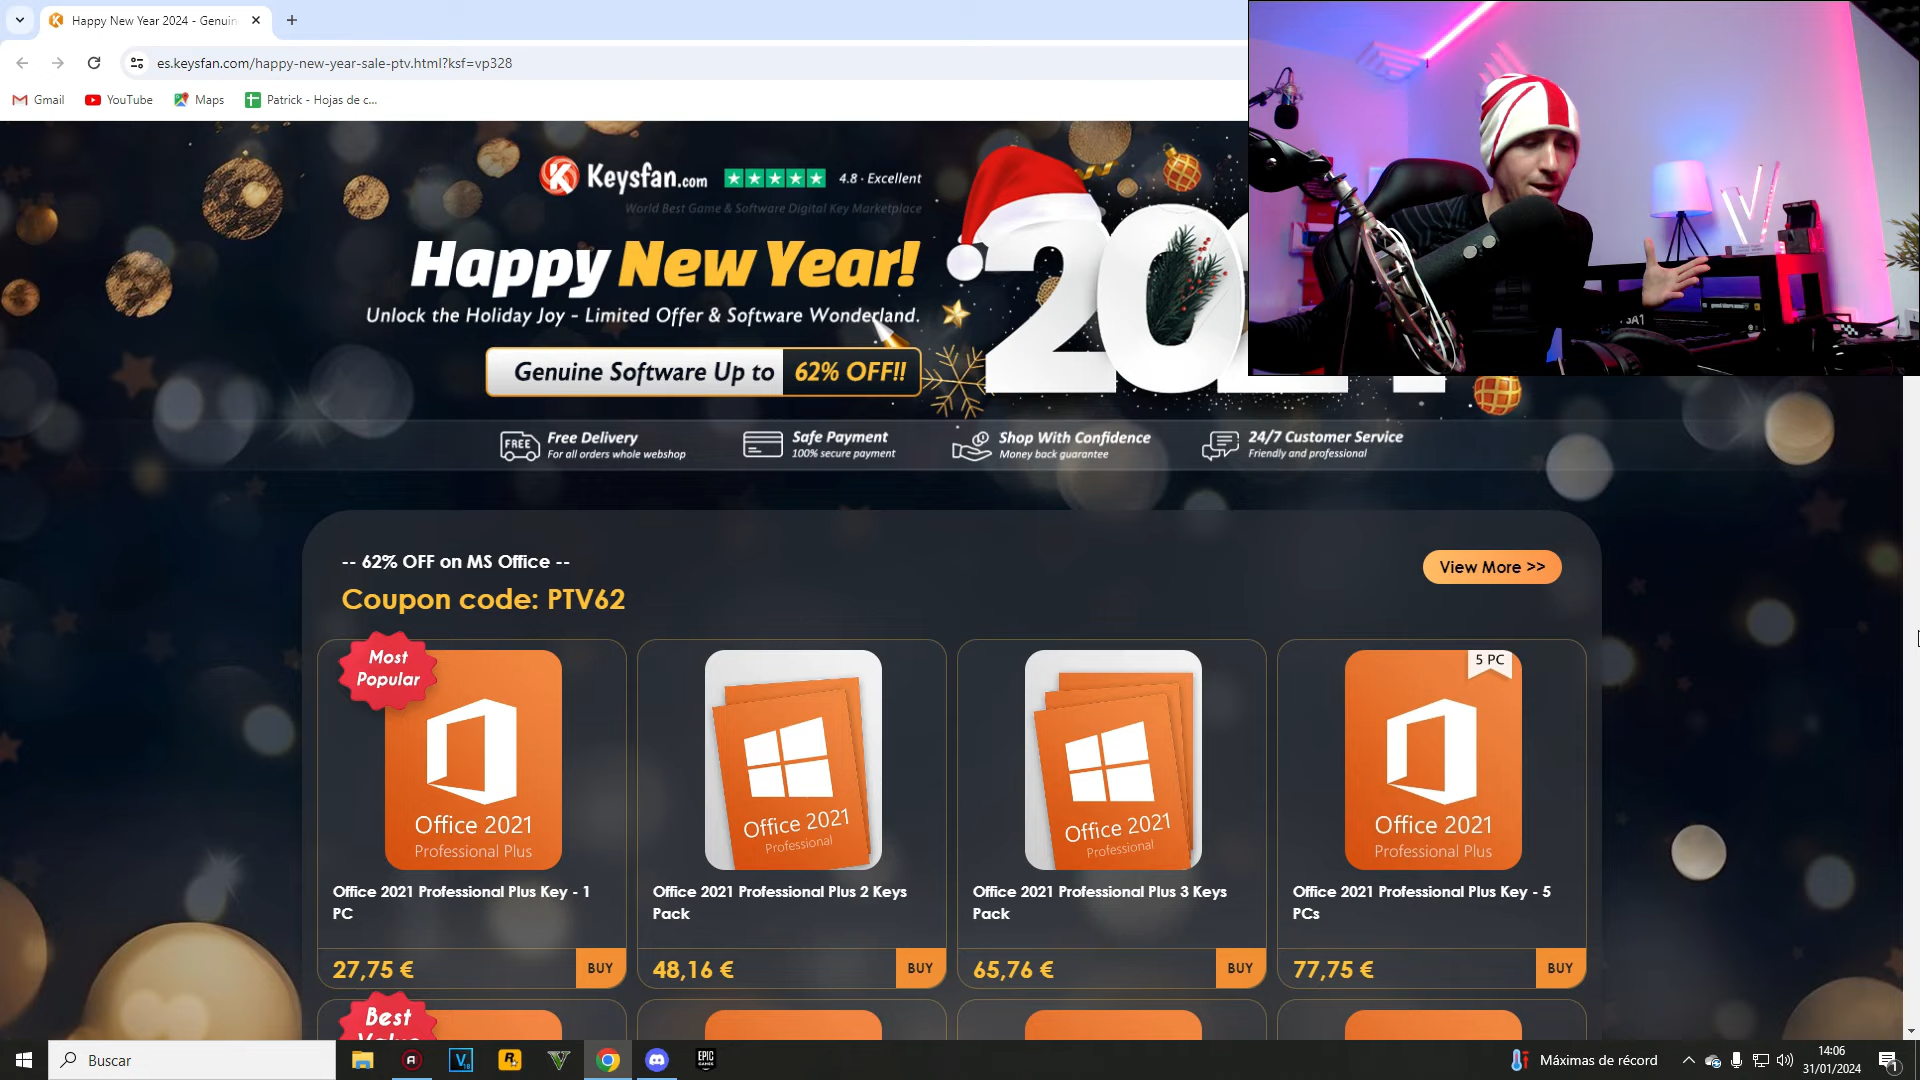 Happy New Year 2024 - Genuin
es.keysfan.com/happy-new-year-sale-ptv.html?ksf=vp328
Gmail
YouTube
Maps
Patrick - Hojas de c...
Keysfan.com
4.8 · Excellent
World Best Game & Software Digital Key Marketplace
Happy New Year!
Unlock the Holiday Joy - Limited Offer & Software Wonderland.
Genuine Software Up to 62% OFF!!
FREE
Free Delivery
For all orders whole webshop
Safe Payment
100% secure payment
Shop With Confidence
Money back guarantee
24/7 Customer Service
Friendly and professional
-- 62% OFF on MS Office --
Coupon code: PTV62
View More >>
Most
Popular
Office 2021
Professional Plus
Office 2021 Professional Plus Key - 1
PC
27,75 €
BUY
Office 2021
Professional
Office 2021 Professional Plus 2 Keys
Pack
48,16 €
BUY
Office 2021
Professional
Office 2021 Professional Plus 3 Keys
Pack
65,76 €
BUY
5 PC
Office 2021
Professional Plus
Office 2021 Professional Plus Key - 5
PCs
77,75 €
BUY
Best
Value
Buscar
EPIC
GAMES
Máximas de récord
14:06
31/01/2024
1